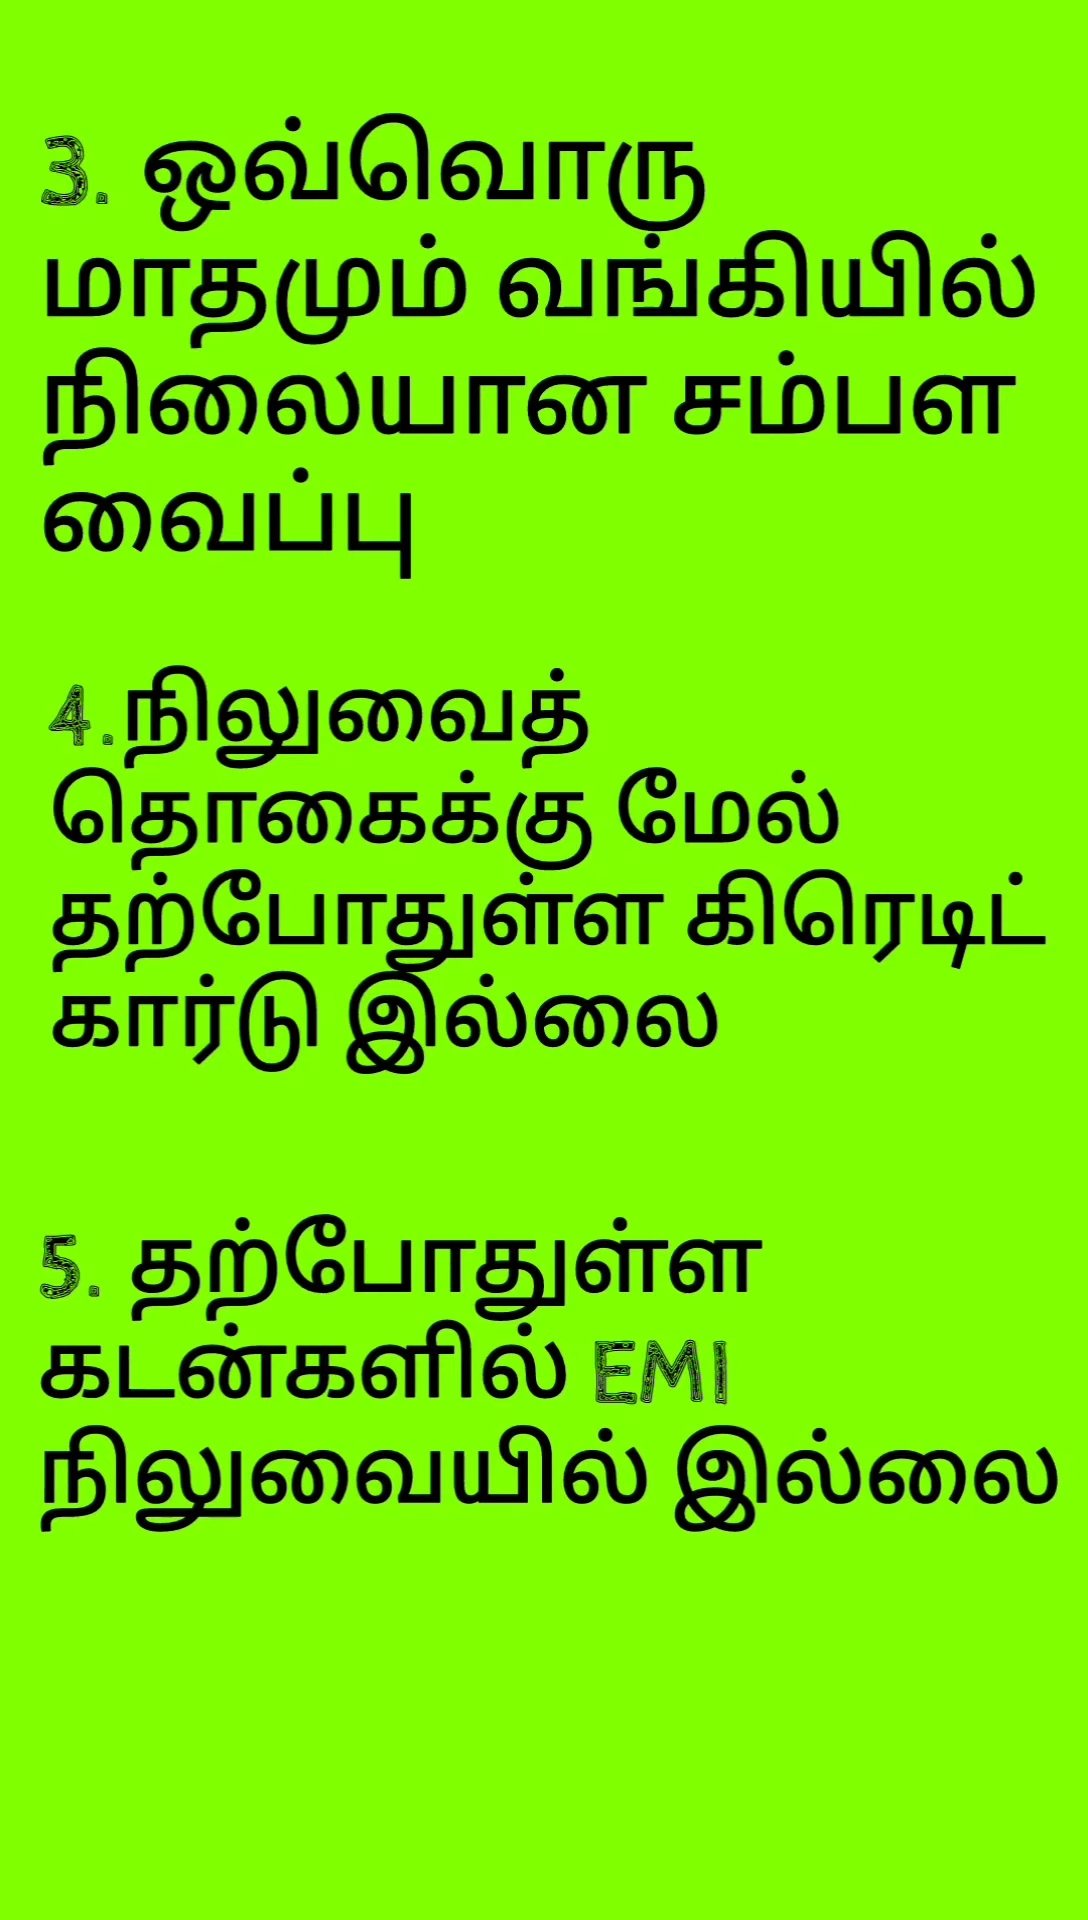 3. ஒவ்வொரு
மாதமும் வங்கியில்
நிலையான சம்பள
வைப்பு
4.நிலுவைத்
தொகைக்கு மேல்
தற்போதுள்ள கிரெடிட்
கார்டு இல்லை
5. தற்போதுள்ள
கடன்களில் EMI
நிலுவையில் இல்லை